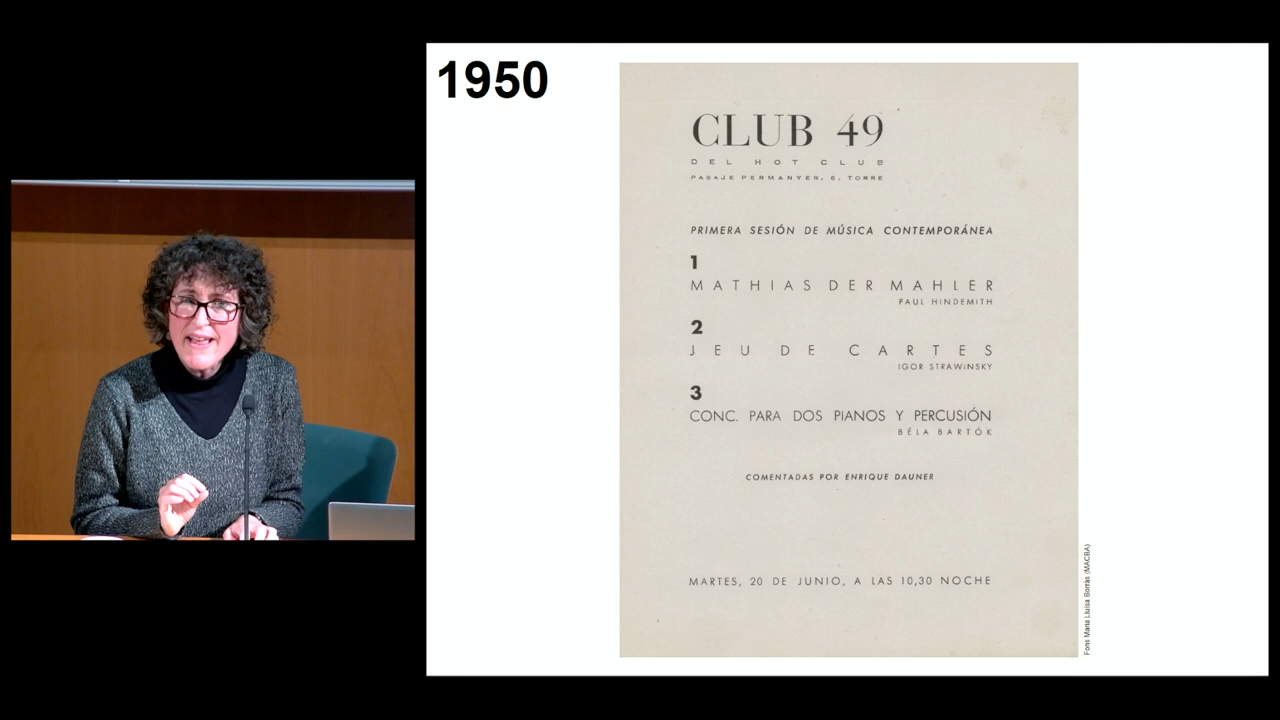 1950
CLUB 49
DEL HOT CLUB
PASAJE PERMANYER, 6, TORRE
PRIMERA SESIÓN DE MÚSICA CONTEMPORÁNEA
1
MATHIAS DER MAHLER
PAUL HINDEMITH
2
JEU DE CARTES
IGOR STRAWINSKY
3
CONC. PARA DOS PIANOS Y PERCUSIÓN
BÉLA BARTÓK
COMENTADAS POR ENRIQUE DAUNER
MARTES, 20 DE JUNIO, A LAS 10,30 NOCHE
Fons Maria Lluïsa Borràs (MACBA)